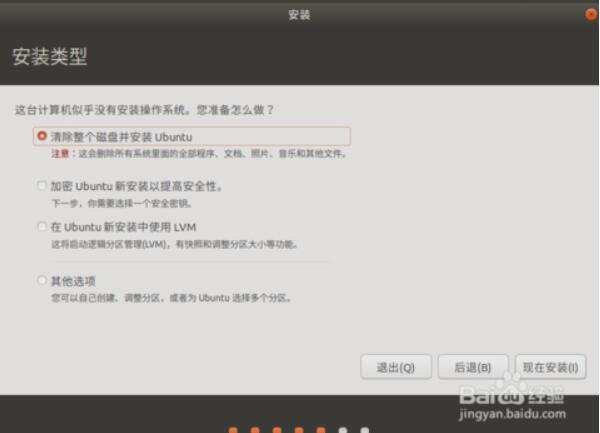 安装
安装类型
这台计算机似乎没有安装操作系统。您准备怎么做？
清除整个磁盘并安装 Ubuntu
注意：这会删除所有系统里面的全部程序、文档、照片、音乐和其他文件。
加密 Ubuntu 新安装以提高安全性。
下一步，你需要选择一个安全密钥。
在 Ubuntu 新安装中使用 LVM
这将启动逻辑分区管理(LVM)，有快照和调整分区大小等功能。
其他选项
您可以自己创建、调整分区，或者为 Ubuntu 选择多个分区。
退出(Q)
后退(B)
现在安装(I)
Baidu 经验
jingyan.baidu.com